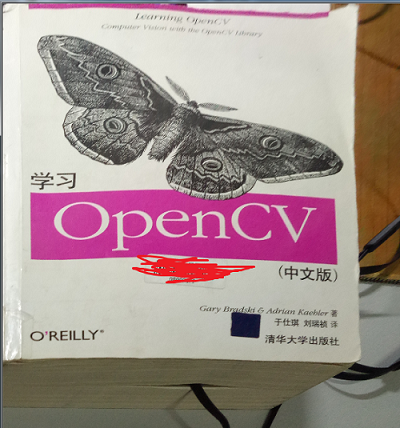 Learning OpenCV
Computer Vision with the OpenCV Library
学习
OpenCV
(中文版)
Gary Bradski & Adrian Kaehler 著
于仕琪 刘瑞祯 译
O'REILLY®
清华大学出版社